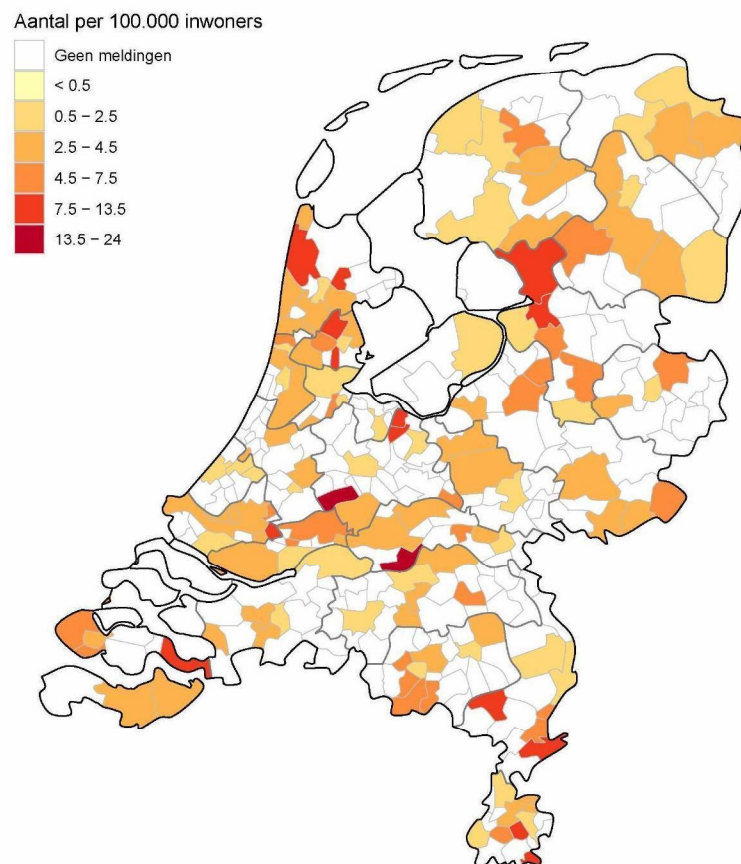 Aantal per 100.000 inwoners
Geen meldingen
< 0.5
0.5 – 2.5
2.5 – 4.5
4.5 – 7.5
7.5 – 13.5
13.5 – 24